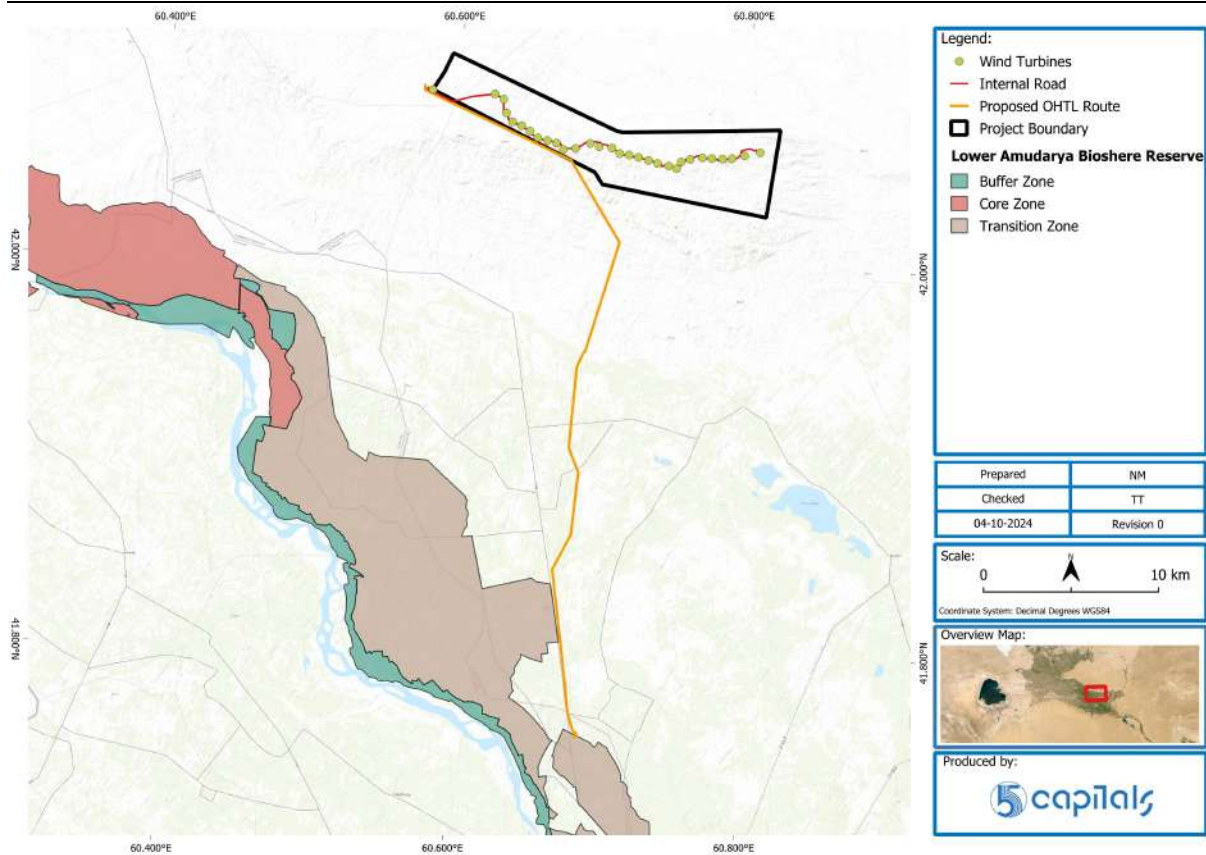 60.400°E 60.600°E 60.800°E
42.000°N
42.000°N
41.800°N
41.800°N
60.400°E 60.600°E 60.800°E
Legend:
Wind Turbines
Internal Road
Proposed OHTL Route
Project Boundary
Lower Amudarya Bioshere Reserve
Buffer Zone
Core Zone
Transition Zone
Prepared NM
Checked TT
04-10-2024 Revision 0
Scale:
N
0 10 km
Coordinate System: Decimal Degrees WGS84
Overview Map:
Produced by:
5 capitals